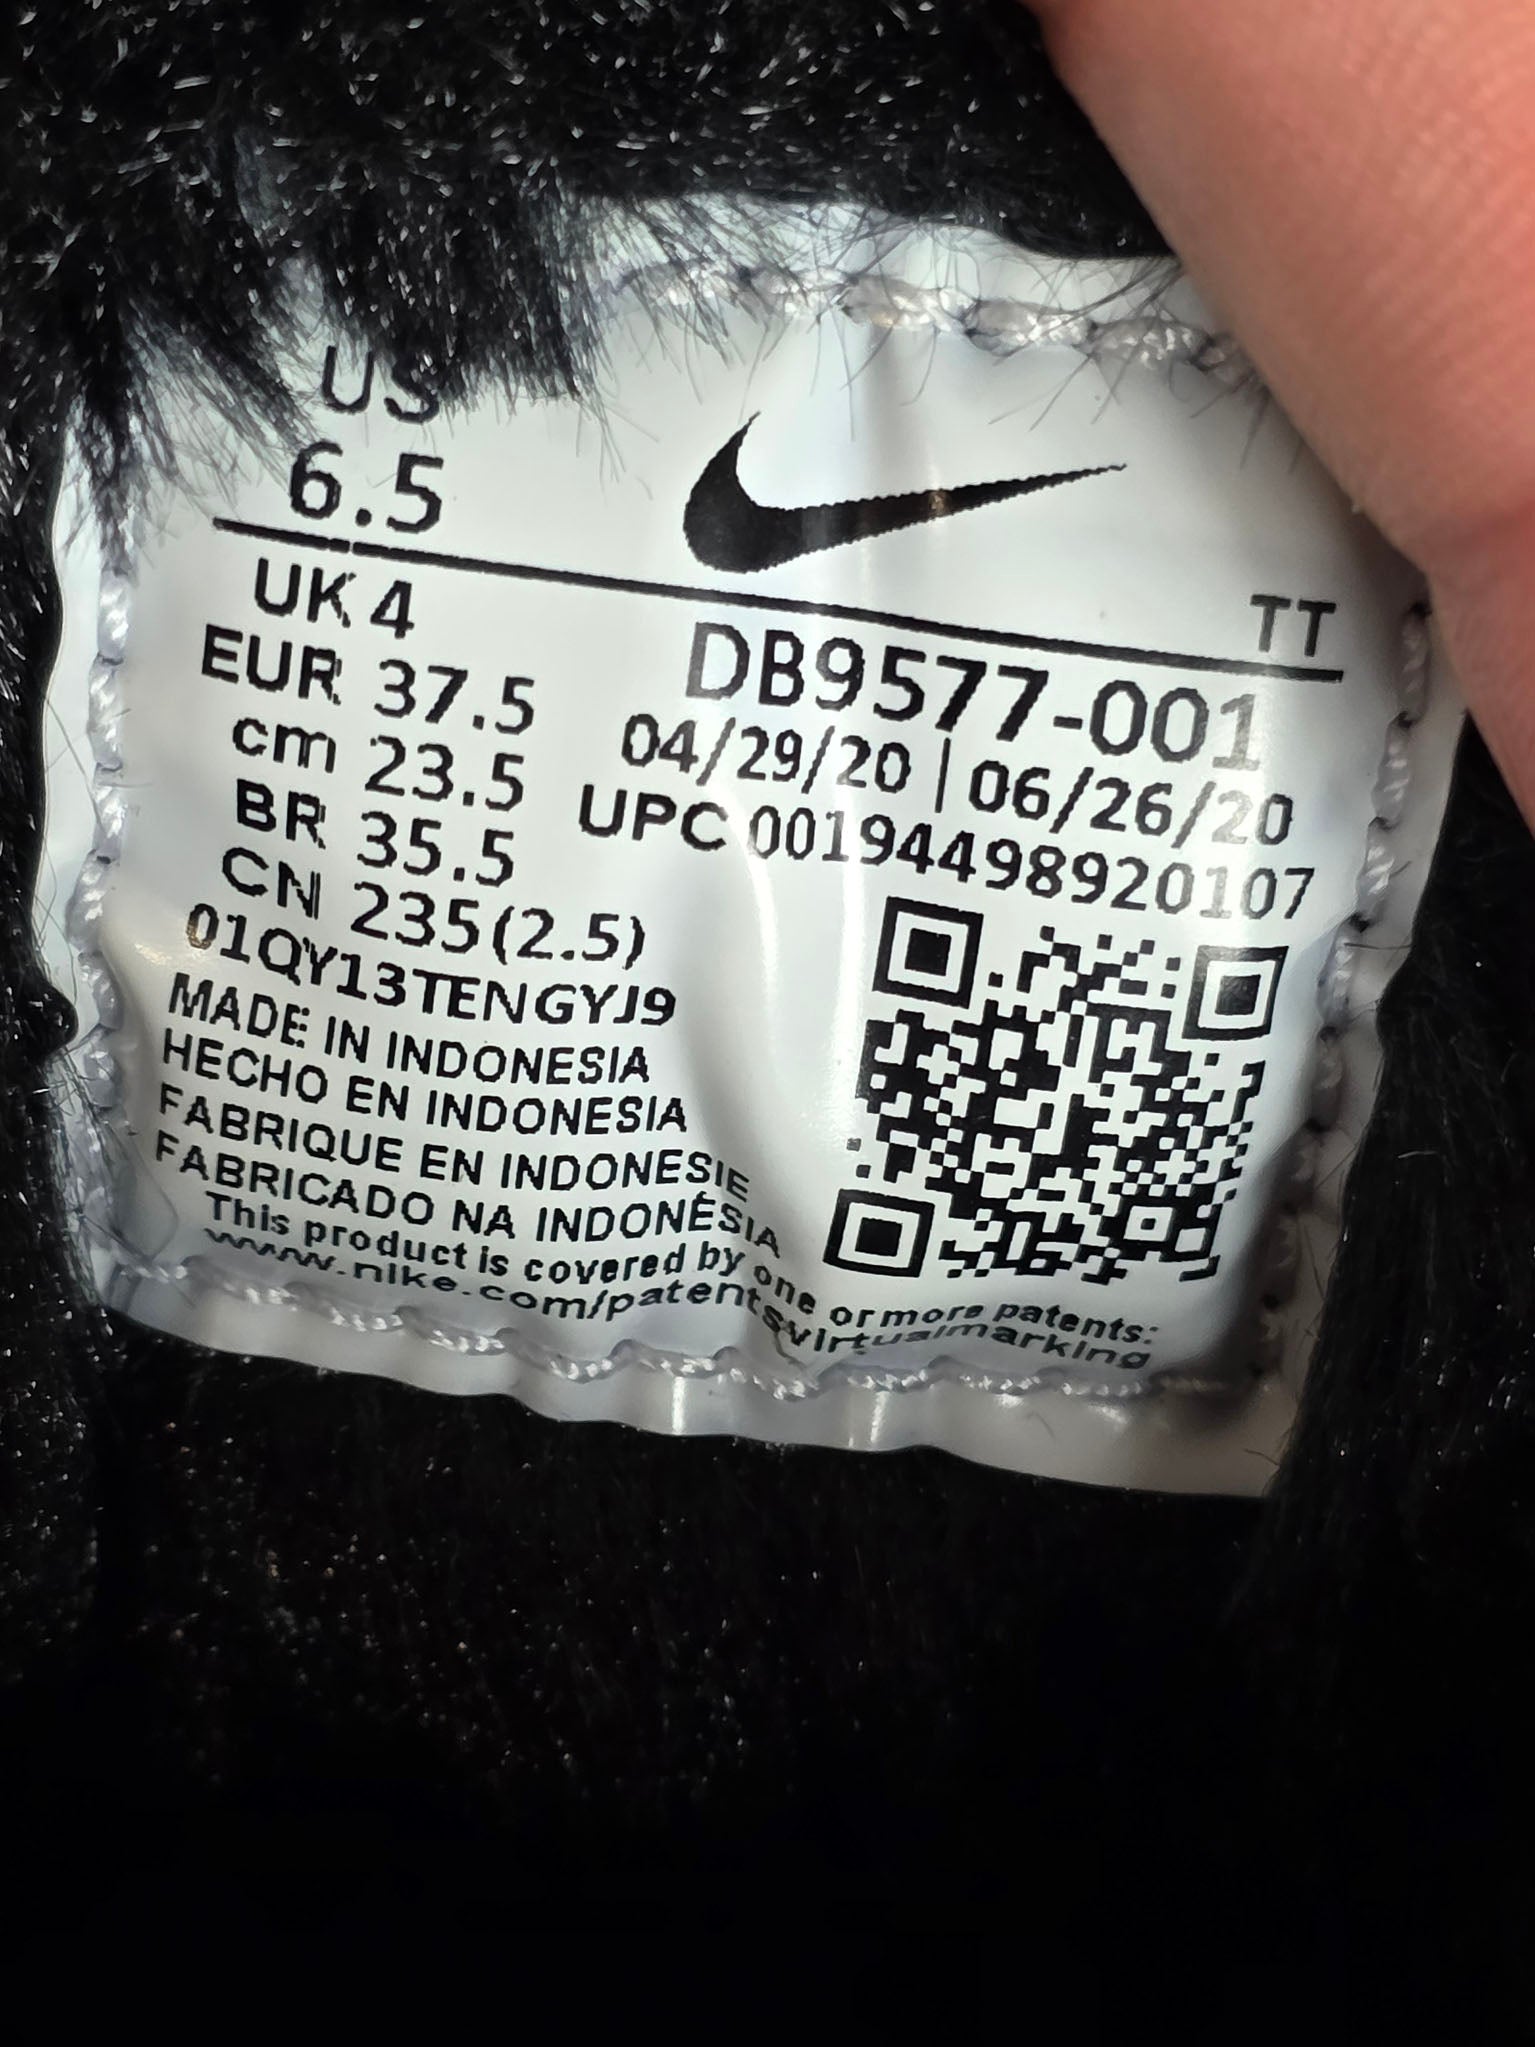 US
6.5
TT
UK 4
EUR 37.5
cm 23.5
BR 35.5
CN 235(2.5)
DB9577-001
04/29/20 | 06/26/20
UPC 00194498920107
01QY13TENGYJ9
MADE IN INDONESIA
HECHO EN INDONESIA
FABRIQUE EN INDONESIE
FABRICADO NA INDONÉSIA
This product is covered by one or more patents:
www.nike.com/patentsvirtualmarking